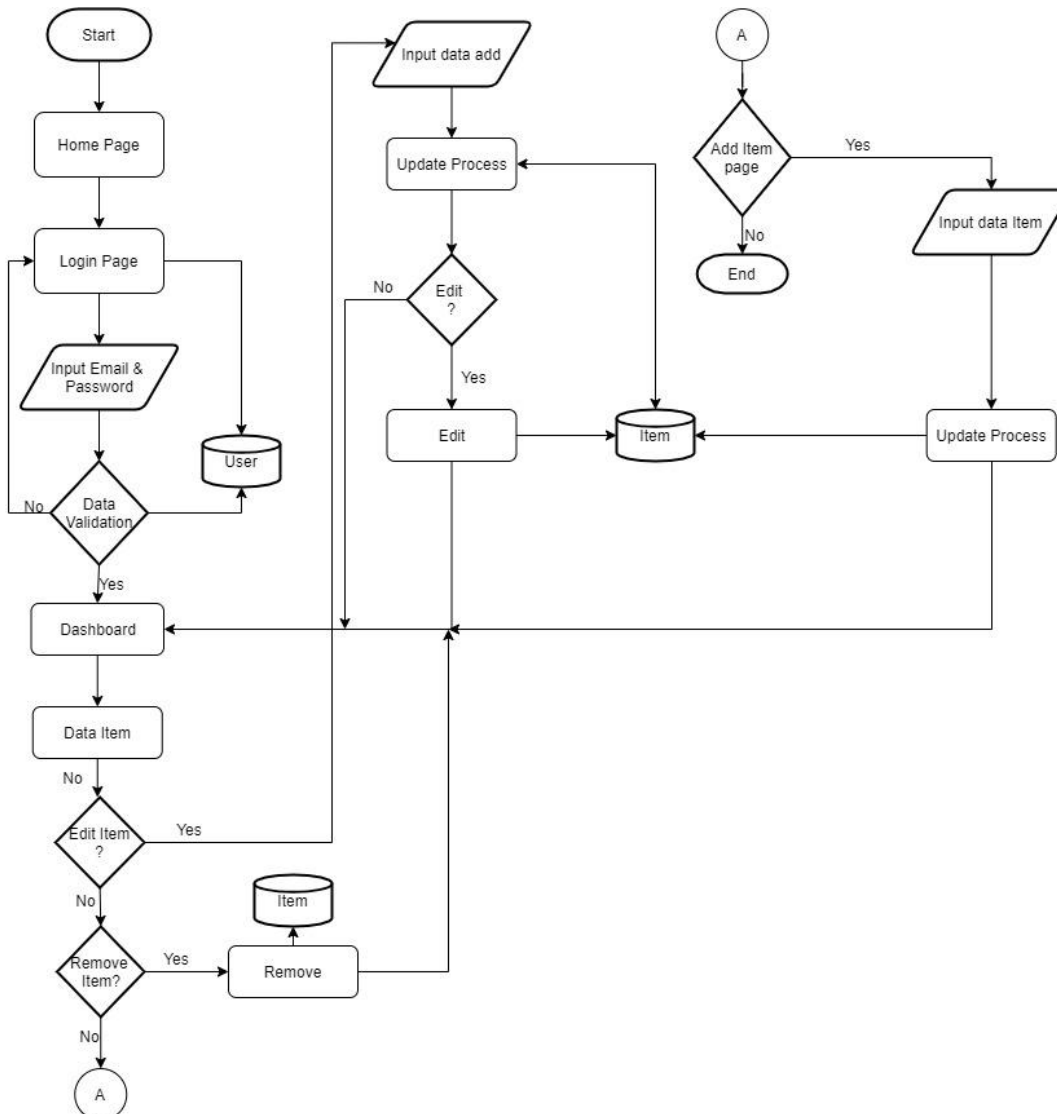 Start
Home Page
Login Page
Input Email &
Password
User
No
Data
Validation
Yes
Dashboard
Data Item
No
Edit Item
?
Yes
No
Item
Remove
Item?
Yes
Remove
No
A
Input data add
Update Process
No
Edit
?
Yes
Edit
Item
A
Add Item
page
Yes
No
End
Input data Item
Update Process